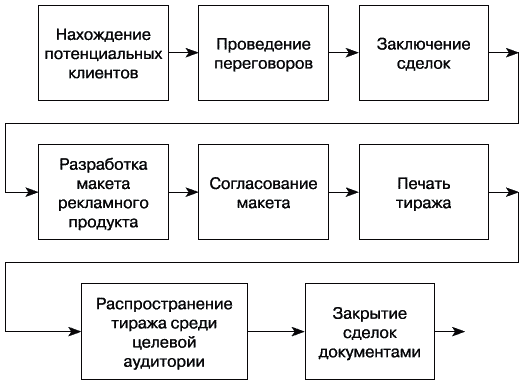 Нахождение
потенциальных
клиентов
Проведение
переговоров
Заключение
сделок
Разработка
макета
рекламного
продукта
Согласование
макета
Печать
тиража
Распространение
тиража среди
целевой
аудитории
Закрытие
сделок
документами